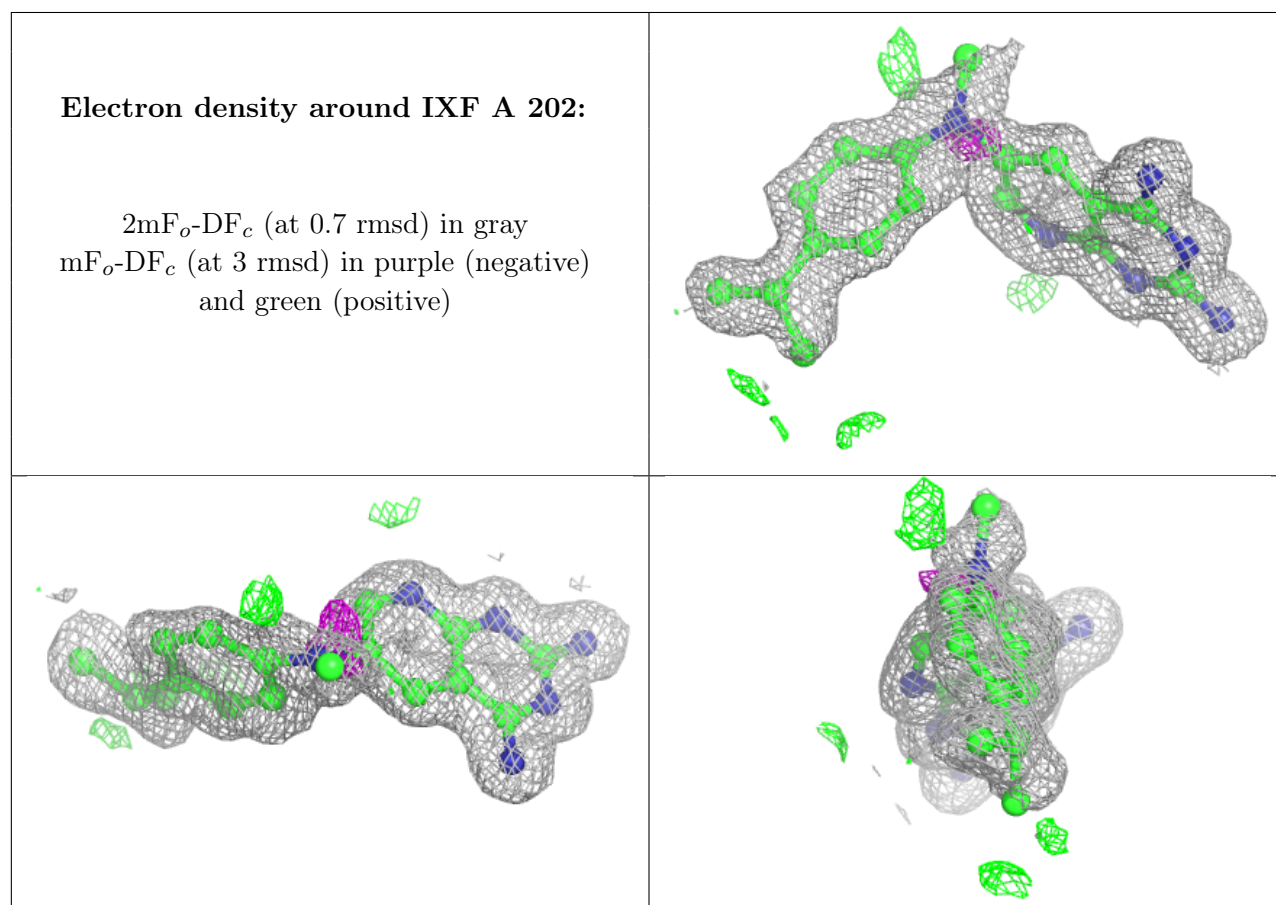 Electron density around IXF A 202:
2mFₒ-DF𝒸 (at 0.7 rmsd) in gray
mFₒ-DF𝒸 (at 3 rmsd) in purple (negative)
and green (positive)